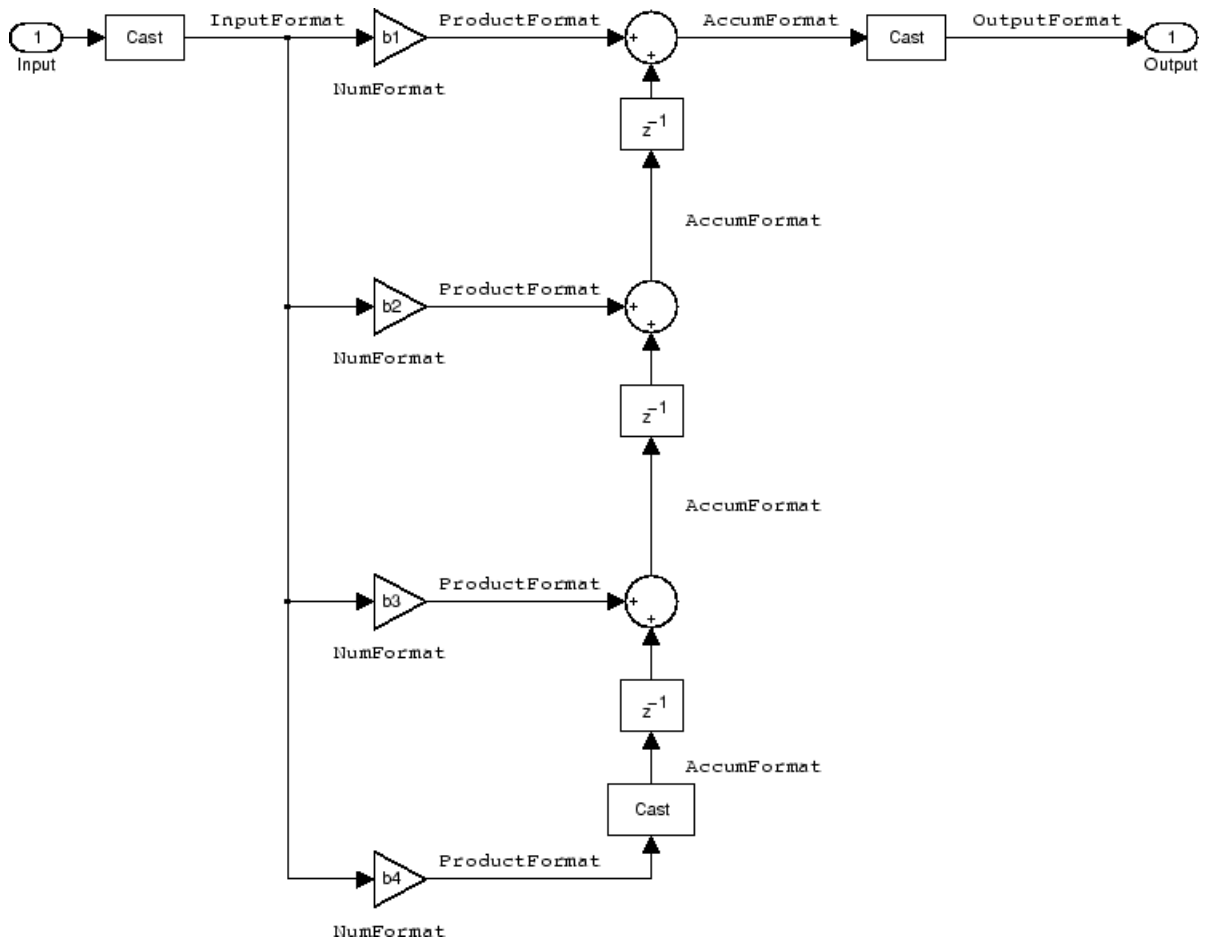 InputFormat
ProductFormat
AccumFormat
OutputFormat
1
Cast
b1
+
+
Cast
1
Input
Output
NumFormat
z−1
AccumFormat
ProductFormat
b2
+
+
NumFormat
z−1
AccumFormat
ProductFormat
b3
+
+
NumFormat
z−1
AccumFormat
Cast
ProductFormat
b4
NumFormat